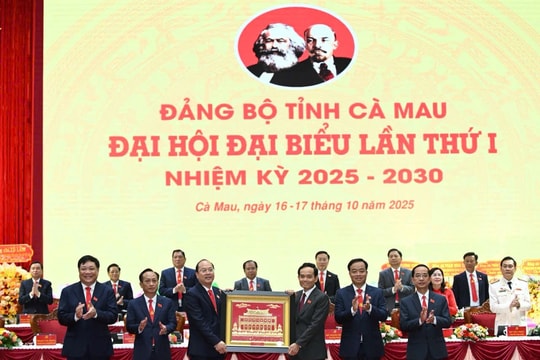 ĐẢNG BỘ TỈNH CÀ MAU
ĐẠI HỘI ĐẠI BIỂU LẦN THỨ I
NHIỆM KỲ 2025 - 2030
Cà Mau, ngày 16-17 tháng 10 năm 2025